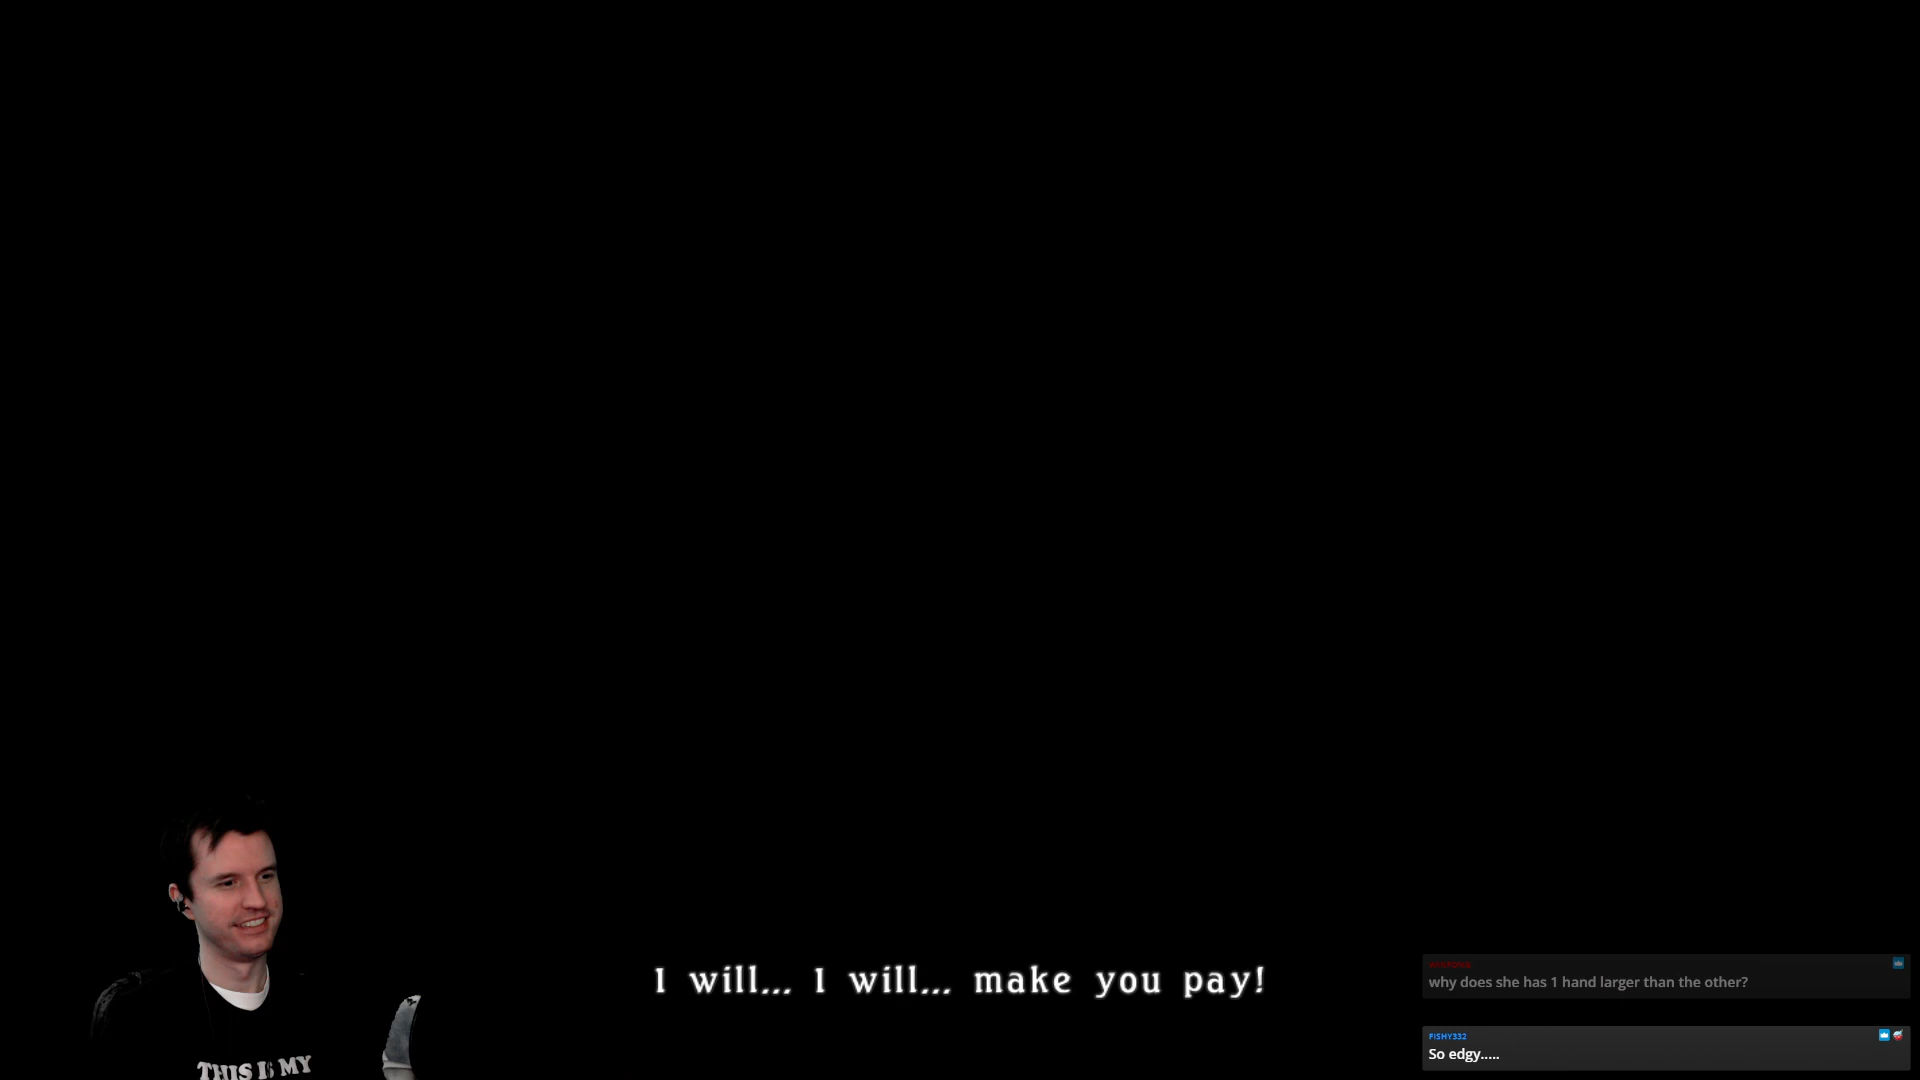 I will... I will... make you pay!
why does she has 1 hand larger than the other?
FISHY332
So edgy.....
THIS IS MY